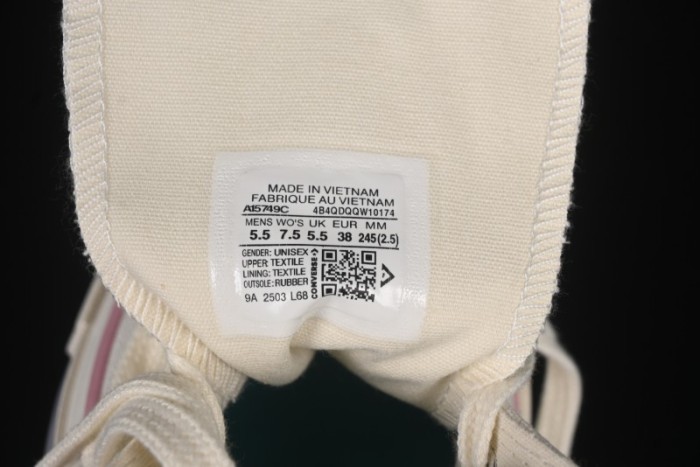 MADE IN VIETNAM
FABRIQUE AU VIETNAM
A15749C 4B4QDQQW10174
MENS WO'S UK EUR MM
5.5 7.5 5.5 38 245(2.5)
GENDER: UNISEX
UPPER: TEXTILE
LINING: TEXTILE
OUTSOLE: RUBBER
9A 2503 L68
CONVERSE